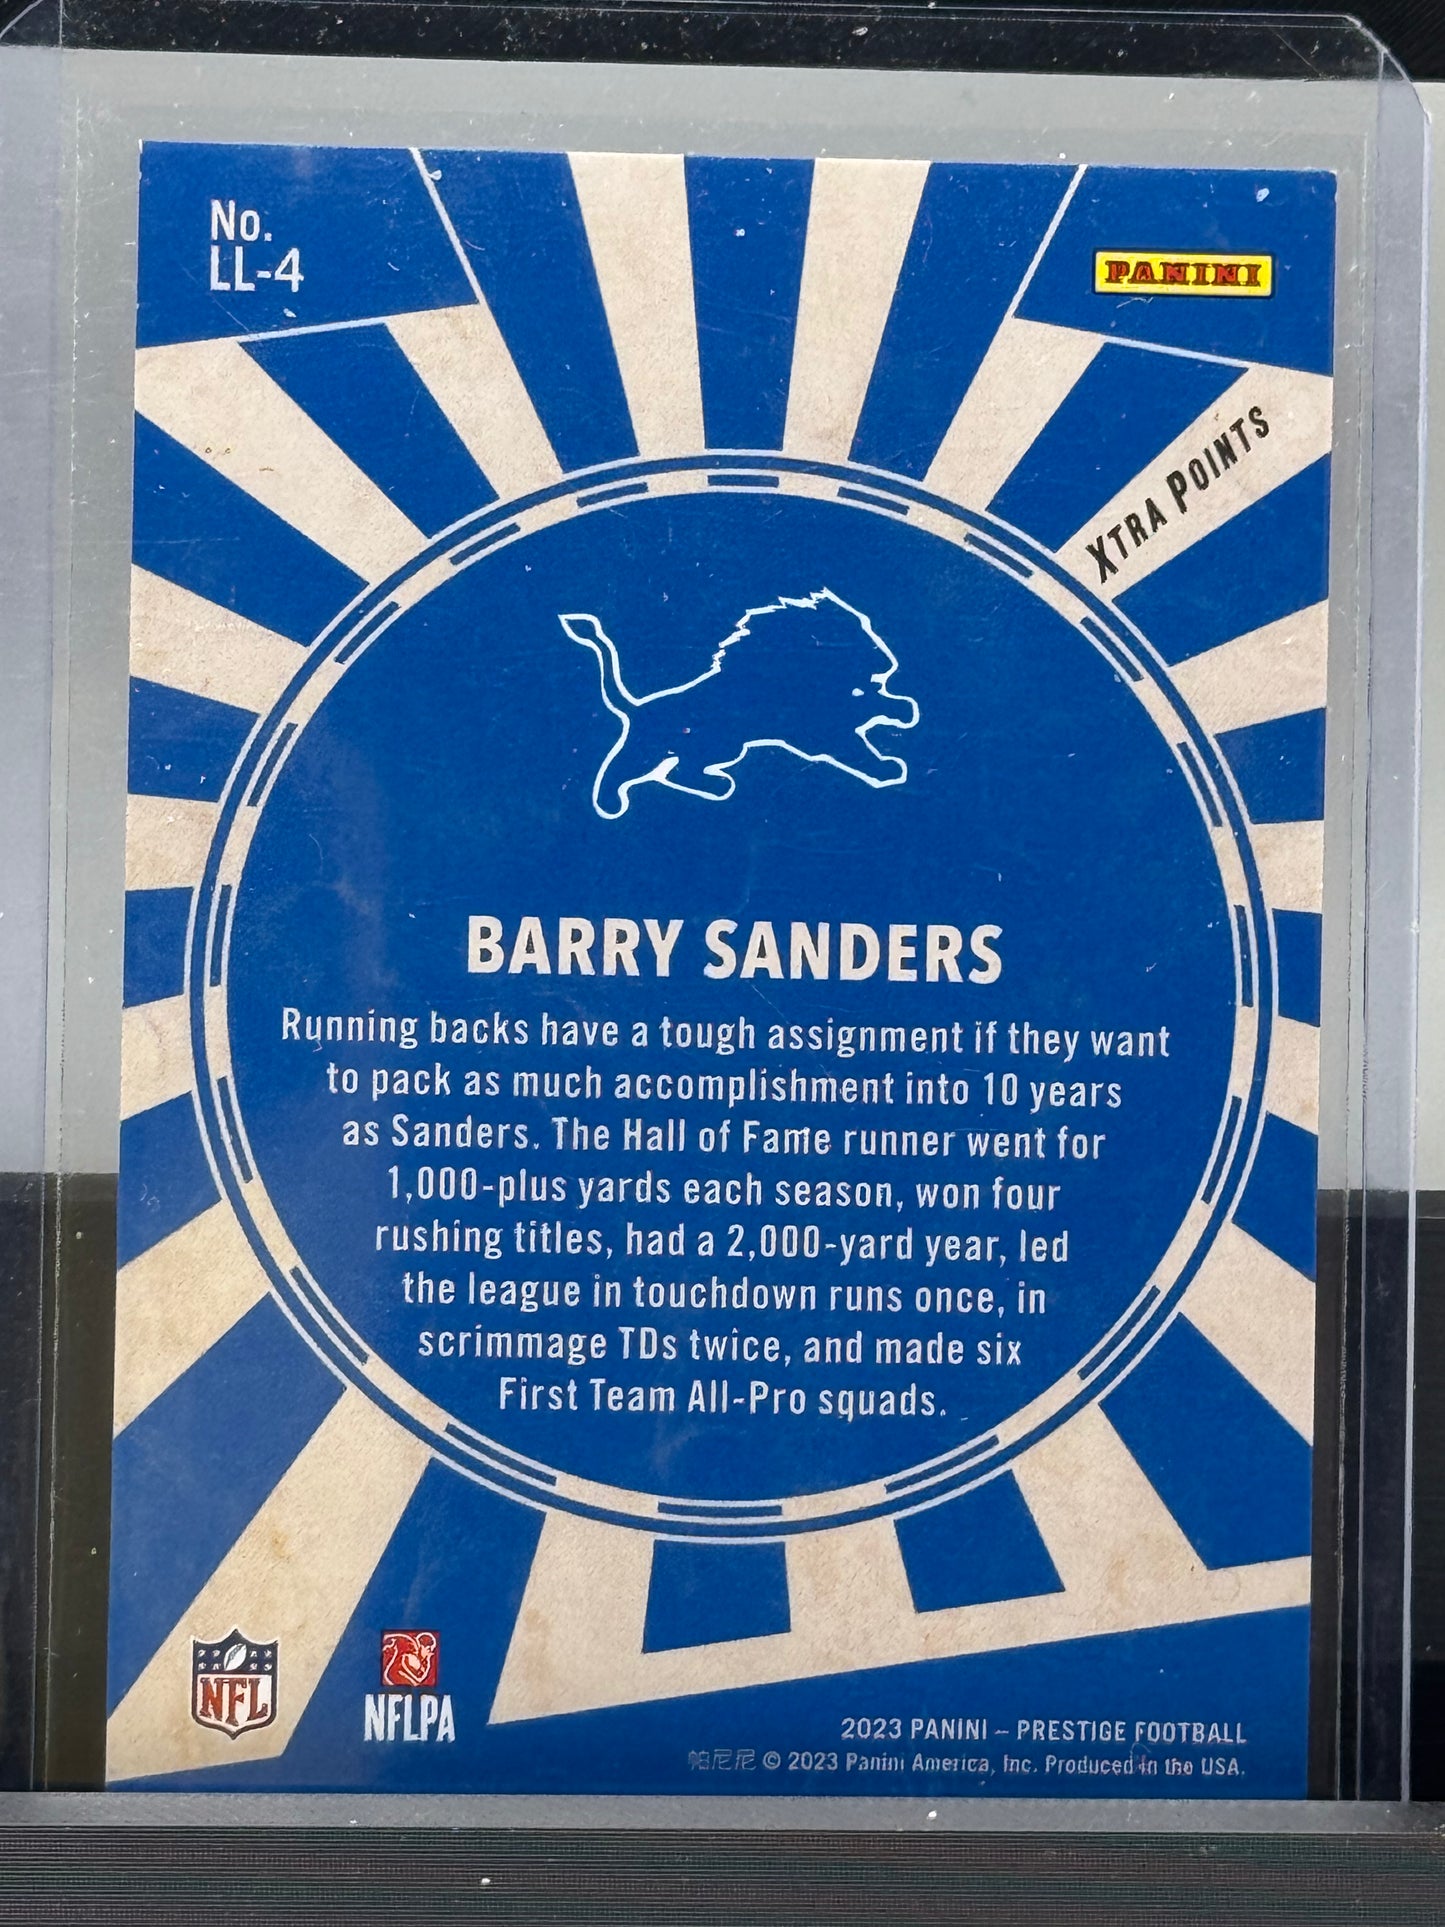 No.
LL-4
PANINI
XTRA POINTS
BARRY SANDERS
Running backs have a tough assignment if they want
to pack as much accomplishment into 10 years
as Sanders. The Hall of Fame runner went for
1,000-plus yards each season, won four
rushing titles, had a 2,000-yard year, led
the league in touchdown runs once, in
scrimmage TDs twice, and made six
First Team All-Pro squads.
NFL
NFLPA
2023 PANINI – PRESTIGE FOOTBALL
帕尼尼 © 2023 Panini America, Inc. Produced in the USA.